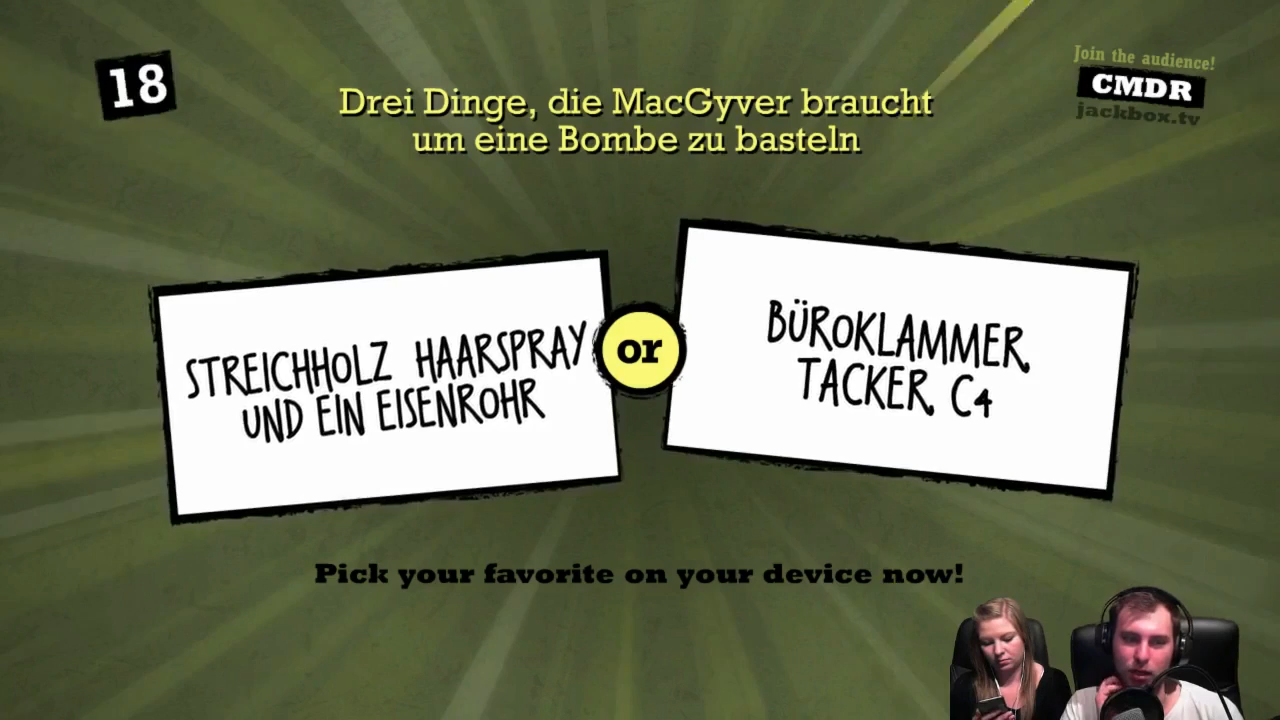 18
Join the audience!
CMDR
jackbox.tv
Drei Dinge, die MacGyver braucht
um eine Bombe zu basteln
STREICHHOLZ HAARSPRAY
UND EIN EISENROHR
or
BÜROKLAMMER,
TACKER, C4
Pick your favorite on your device now!